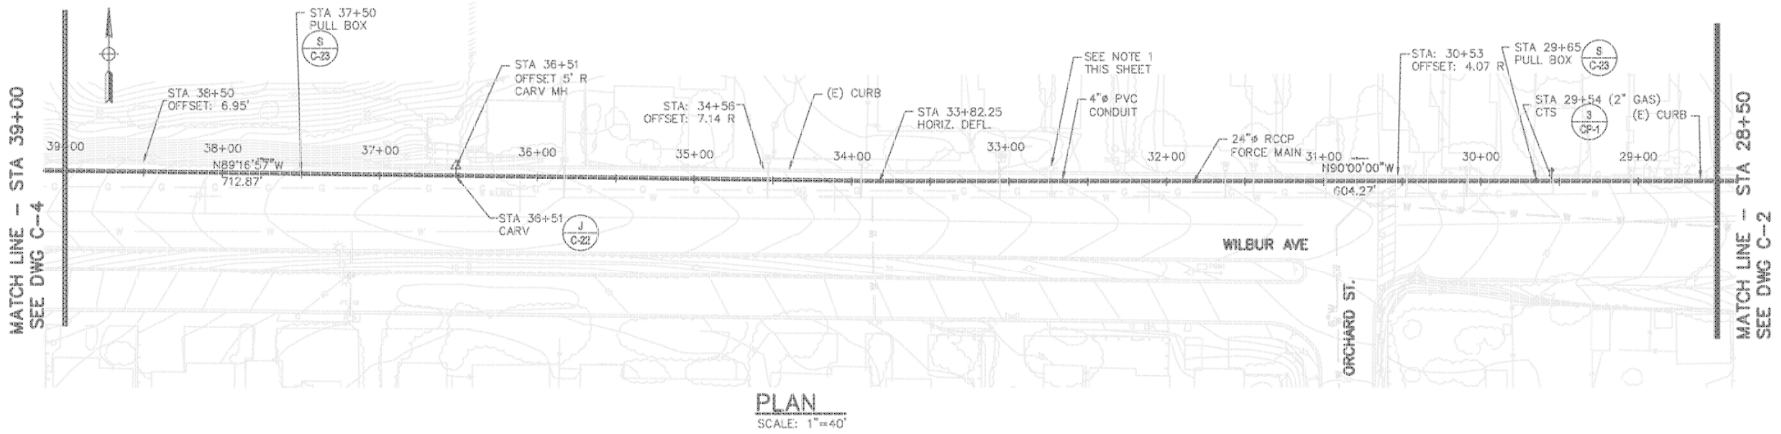 MATCH LINE - STA 39+00
SEE DWG C-4
STA 37+50
PULL BOX
S
C-23
STA 38+50
OFFSET: 6.95'
STA 36+51
OFFSET 5' R
CARV MH
STA: 34+56
OFFSET: 7.14 R
(E) CURB
STA 33+82.25
HORIZ. DEFL.
SEE NOTE 1
THIS SHEET
4"ø PVC
CONDUIT
24"ø RCCP
FORCE MAIN
STA: 30+53
OFFSET: 4.07 R
STA 29+65
PULL BOX
S
C-23
STA 29+54 (2" GAS)
CTS
3
CP-1
(E) CURB
39+00
38+00
37+00
36+00
35+00
34+00
33+00
32+00
31+00
30+00
29+00
N89°16'57"W
712.87'
N90°00'00"W
604.27'
STA 36+51
CARV
J
C-22
WILBUR AVE
ORCHARD ST.
MATCH LINE - STA 28+50
SEE DWG C-2
PLAN
SCALE: 1"=40'